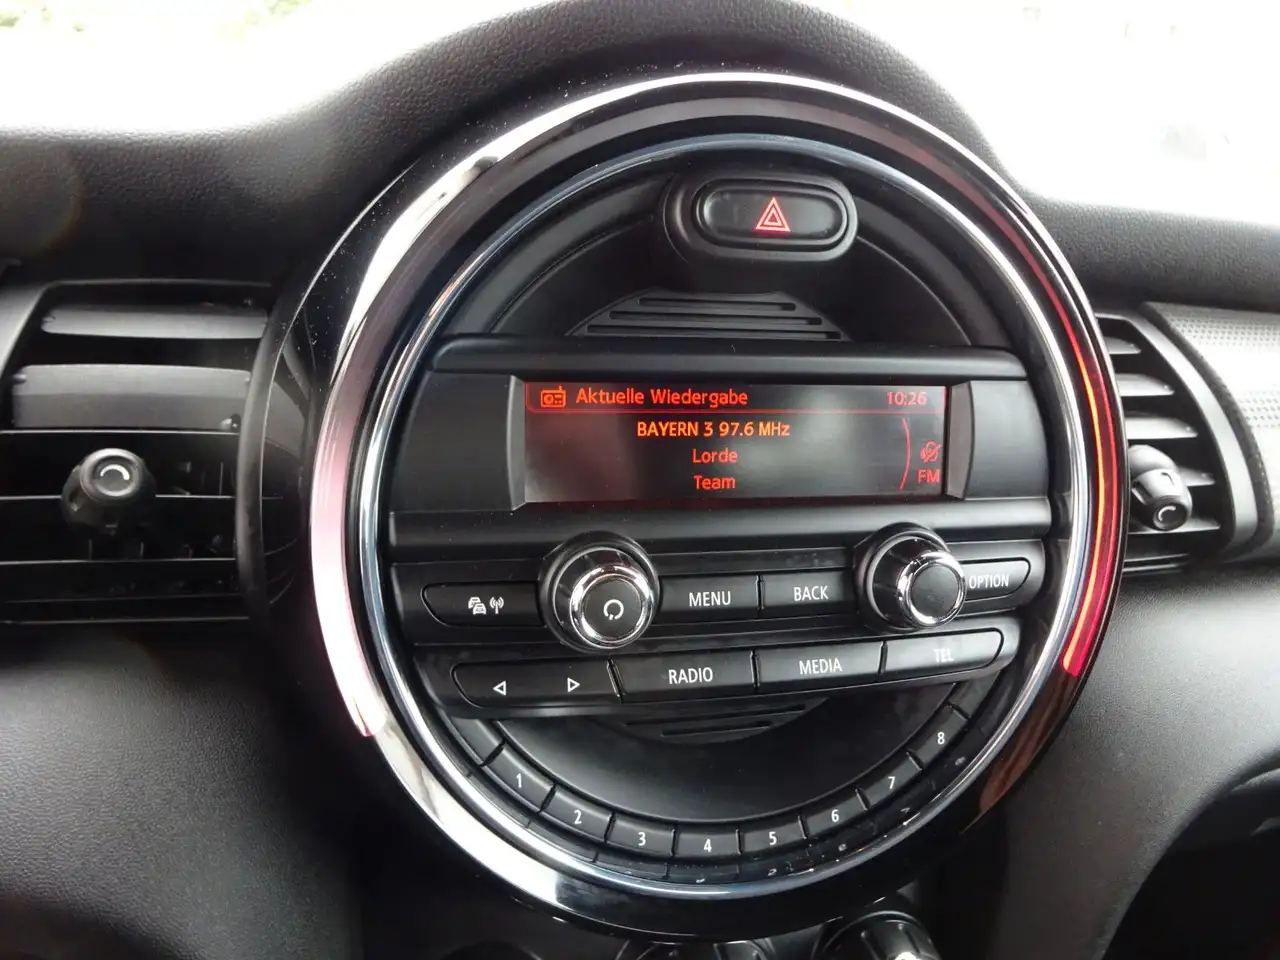 Aktuelle Wiedergabe 10:26
BAYERN 3 97.6 MHz
Lorde
Team
FM
MENU
BACK
OPTION
RADIO
MEDIA
TEL
1
2
3
4
5
6
7
8